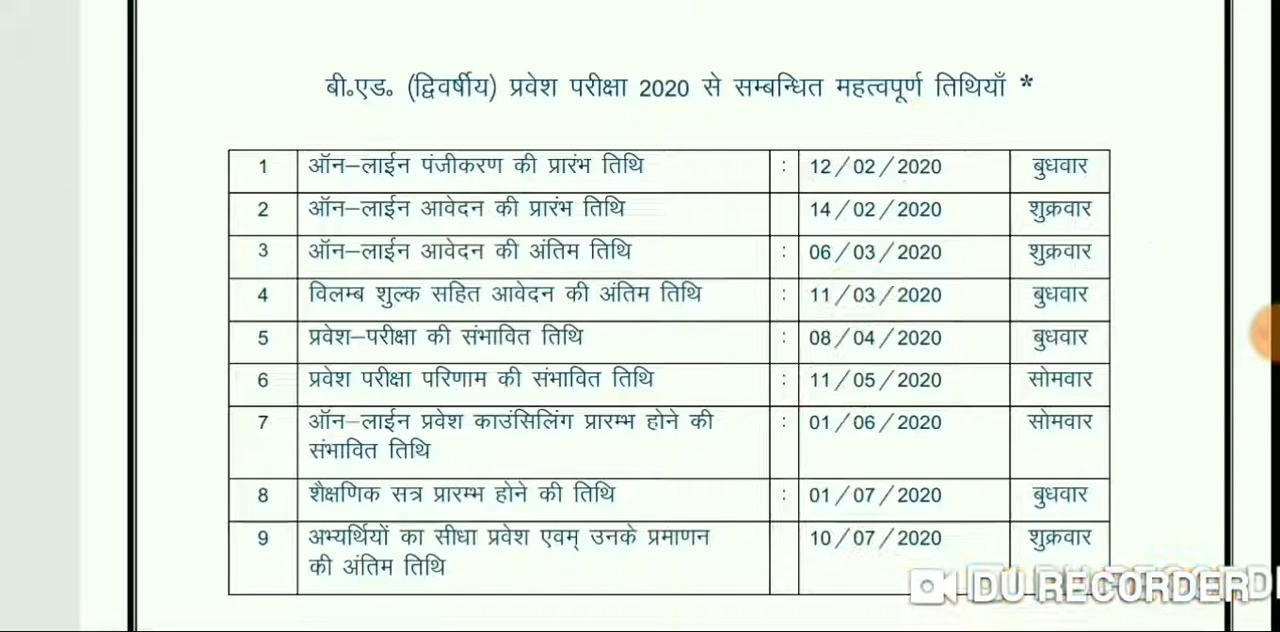 बी०एड० (द्विवर्षीय) प्रवेश परीक्षा 2020 से सम्बन्धित महत्वपूर्ण तिथियाँ *
1 ऑन–लाईन पंजीकरण की प्रारंभ तिथि : 12/02/2020 बुधवार
2 ऑन–लाईन आवेदन की प्रारंभ तिथि 14/02/2020 शुक्रवार
3 ऑन–लाईन आवेदन की अंतिम तिथि : 06/03/2020 शुक्रवार
4 विलम्ब शुल्क सहित आवेदन की अंतिम तिथि : 11/03/2020 बुधवार
5 प्रवेश–परीक्षा की संभावित तिथि : 08/04/2020 बुधवार
6 प्रवेश परीक्षा परिणाम की संभावित तिथि : 11/05/2020 सोमवार
7 ऑन–लाईन प्रवेश काउंसिलिंग प्रारम्भ होने की : 01/06/2020 सोमवार
संभावित तिथि
8 शैक्षणिक सत्र प्रारम्भ होने की तिथि : 01/07/2020 बुधवार
9 अभ्यर्थियों का सीधा प्रवेश एवम् उनके प्रमाणन 10/07/2020 शुक्रवार
की अंतिम तिथि
DU RECORDER